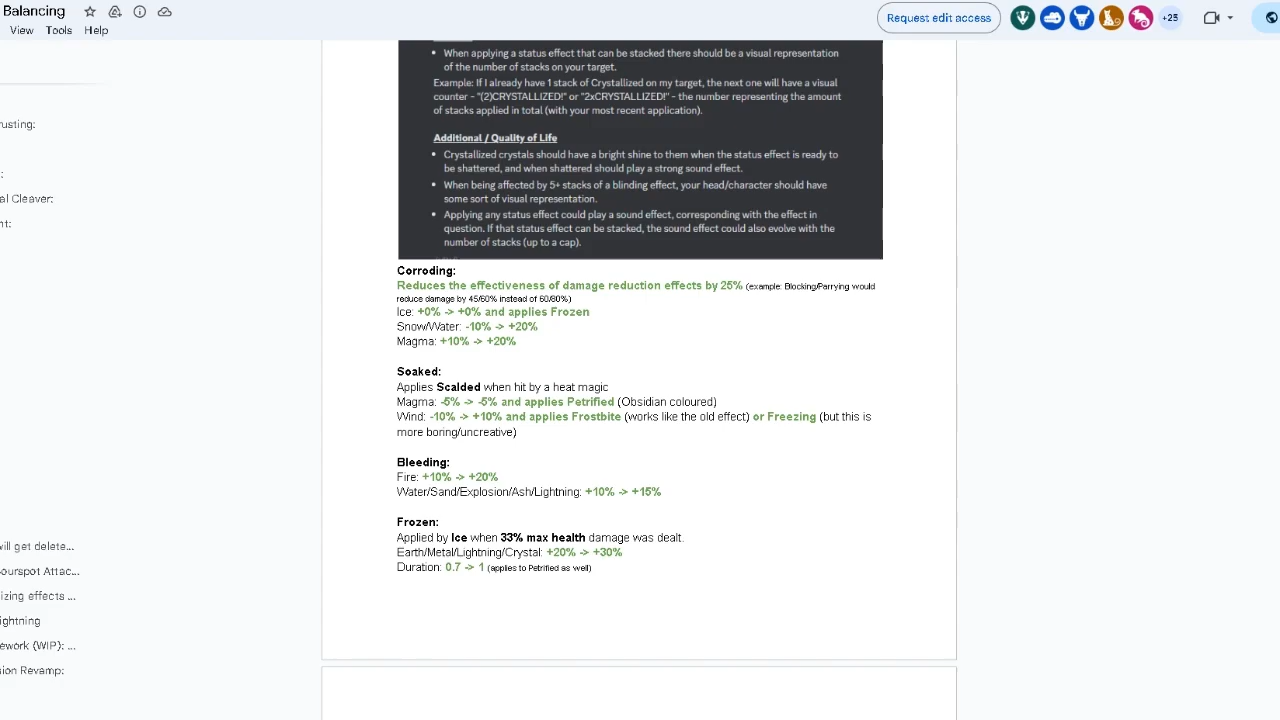 Balancing
Request edit access
+25
View Tools Help
When applying a status effect that can be stacked there should be a visual representation
of the number of stacks on your target.
Example: If I already have 1 stack of Crystallized on my target, the next one will have a visual
counter - "(2)CRYSTALLIZED!" or "2xCRYSTALLIZED!" - the number representing the amount
of stacks applied in total (with your most recent application).
Additional / Quality of Life
Crystallized crystals should have a bright shine to them when the status effect is ready to
be shattered, and when shattered should play a strong sound effect.
When being affected by 5+ stacks of a blinding effect, your head/character should have
some sort of visual representation.
Applying any status effect could play a sound effect, corresponding with the effect in
question. If that status effect can be stacked, the sound effect could also evolve with the
number of stacks (up to a cap).
Corroding:
Reduces the effectiveness of damage reduction effects by 25% (example: Blocking/Parrying would
reduce damage by 45/60% instead of 60/80%)
Ice: +0% -> +0% and applies Frozen
Snow/Water: -10% -> +20%
Magma: +10% -> +20%
Soaked:
Applies Scalded when hit by a heat magic
Magma: -5% -> -5% and applies Petrified (Obsidian coloured)
Wind: -10% -> +10% and applies Frostbite (works like the old effect) or Freezing (but this is
more boring/uncreative)
Bleeding:
Fire: +10% -> +20%
Water/Sand/Explosion/Ash/Lightning: +10% -> +15%
Frozen:
Applied by Ice when 33% max health damage was dealt.
Earth/Metal/Lightning/Crystal: +20% -> +30%
Duration: 0.7 -> 1 (applies to Petrified as well)
rusting:
:
al Cleaver:
nt:
will get delete...
ourspot Attac...
izing effects ...
ightning
ework (WIP): ...
sion Revamp: